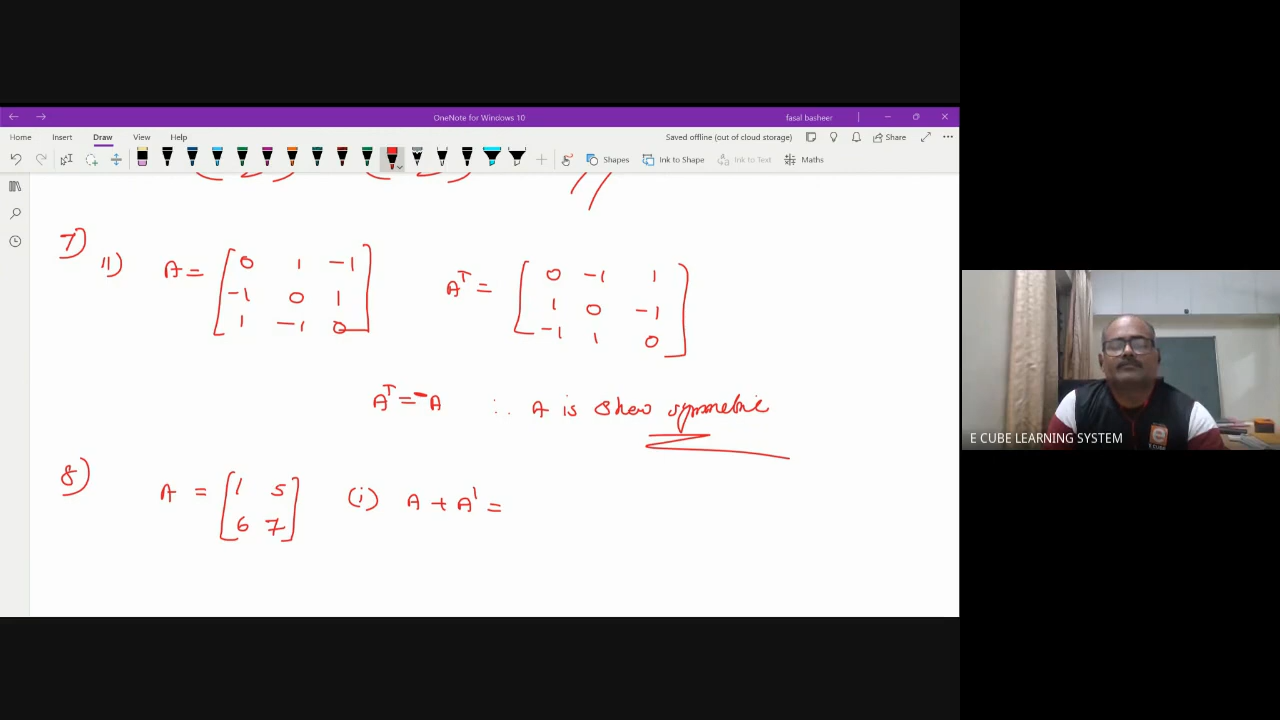 OneNote for Windows 10
fasal basheer
Home Insert Draw View Help
Saved offline (out of cloud storage)
Share
Shapes
Ink to Shape
Ink to Text
Maths
7)
11) A = [0 1 -1
-1 0 1
1 -1 0]
A^T = [0 -1 1
1 0 -1
-1 1 0]
A^T = -A ∴ A is Skew symmetric
8)
A = [1 5
6 7]
(i) A + A' =
E CUBE LEARNING SYSTEM
E CUBE